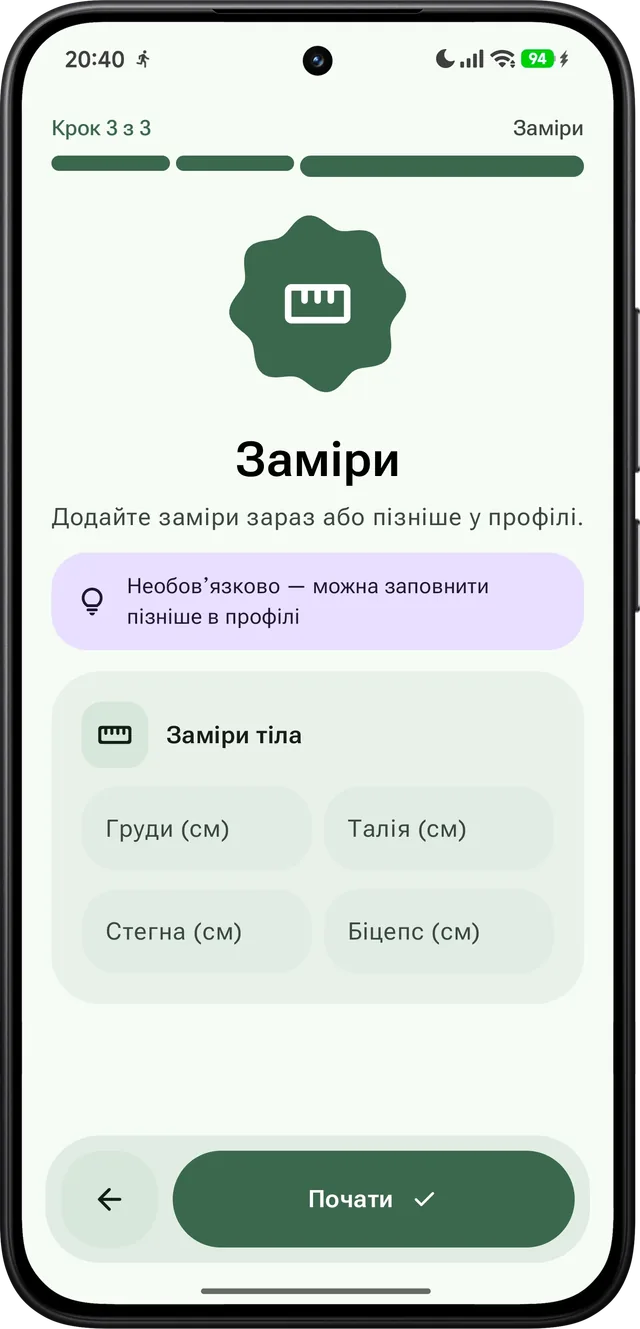 20:40
94
Крок 3 з 3
Заміри
Заміри
Додайте заміри зараз або пізніше у профілі.
Необов’язково — можна заповнити
пізніше в профілі
Заміри тіла
Груди (см)
Талія (см)
Стегна (см)
Біцепс (см)
Почати